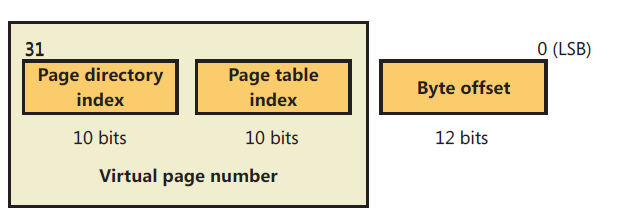 31
0 (LSB)
Page directory
index
Page table
index
Byte offset
10 bits
10 bits
12 bits
Virtual page number